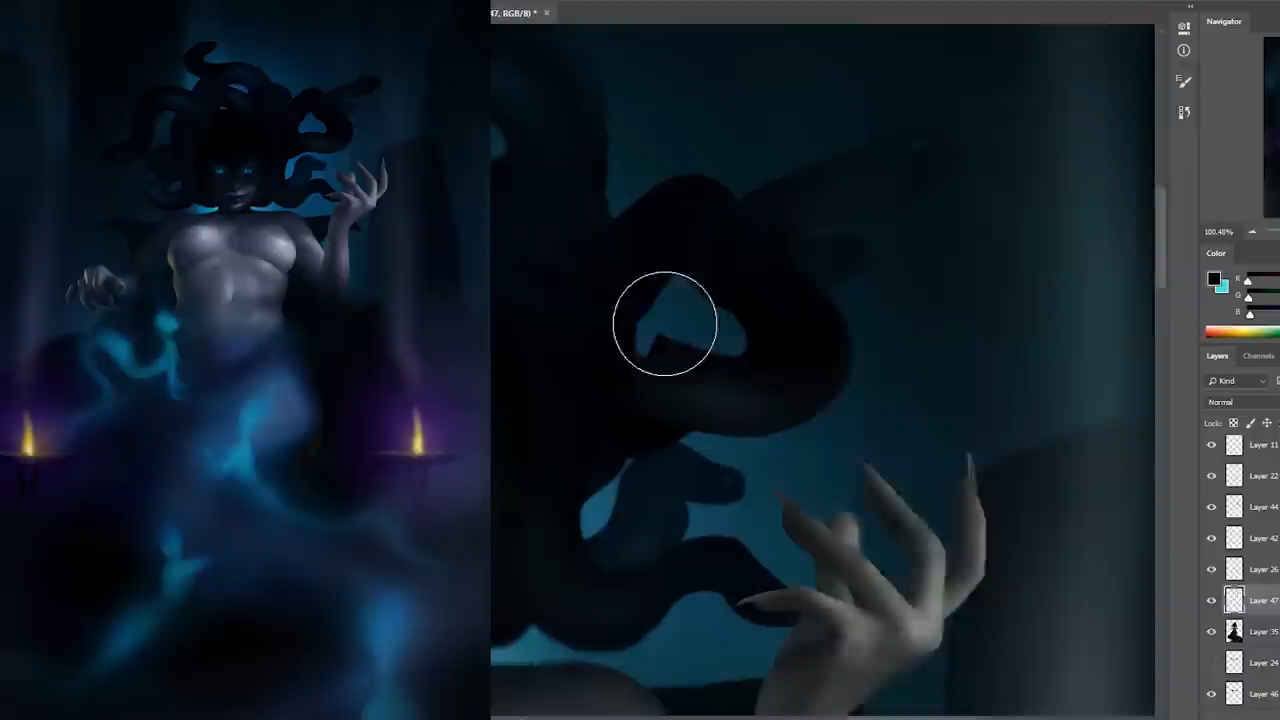 47, RGB/8) *
Navigator
100.48%
Color
R
G
B
Layers Channels
Kind
Normal
Lock:
Layer 11
Layer 22
Layer 44
Layer 42
Layer 26
Layer 47
Layer 35
Layer 24
Layer 46